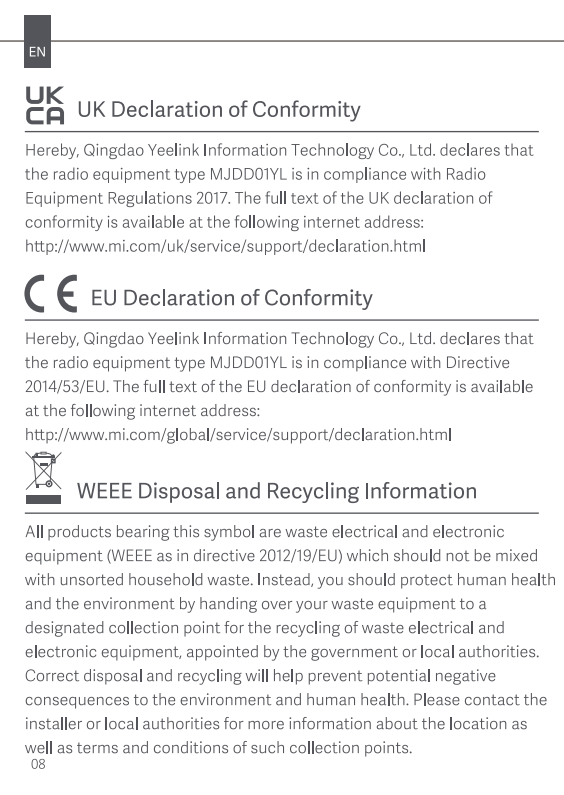 EN
UK
CA UK Declaration of Conformity
Hereby, Qingdao Yeelink Information Technology Co., Ltd. declares that
the radio equipment type MJDD01YL is in compliance with Radio
Equipment Regulations 2017. The full text of the UK declaration of
conformity is available at the following internet address:
http://www.mi.com/uk/service/support/declaration.html
CE EU Declaration of Conformity
Hereby, Qingdao Yeelink Information Technology Co., Ltd. declares that
the radio equipment type MJDD01YL is in compliance with Directive
2014/53/EU. The full text of the EU declaration of conformity is available
at the following internet address:
http://www.mi.com/global/service/support/declaration.html
WEEE Disposal and Recycling Information
All products bearing this symbol are waste electrical and electronic
equipment (WEEE as in directive 2012/19/EU) which should not be mixed
with unsorted household waste. Instead, you should protect human health
and the environment by handing over your waste equipment to a
designated collection point for the recycling of waste electrical and
electronic equipment, appointed by the government or local authorities.
Correct disposal and recycling will help prevent potential negative
consequences to the environment and human health. Please contact the
installer or local authorities for more information about the location as
well as terms and conditions of such collection points.
08